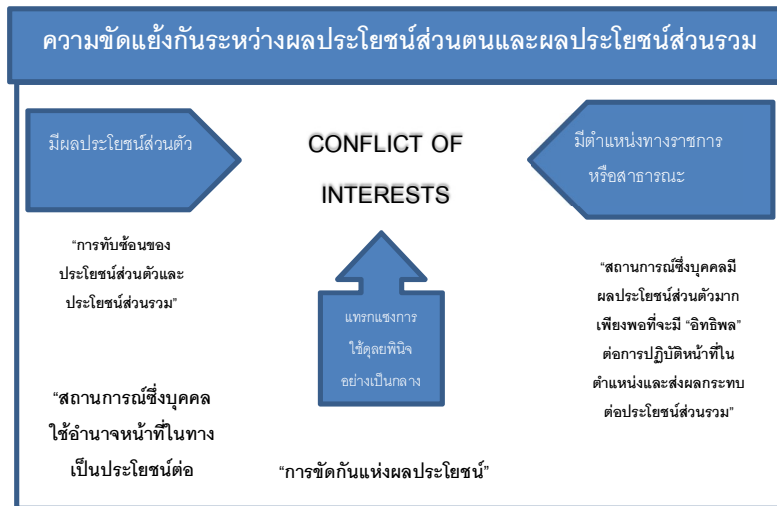 ความขัดแย้งกันระหว่างผลประโยชน์ส่วนตนและผลประโยชน์ส่วนรวม
มีผลประโยชน์ส่วนตัว
CONFLICT OF
INTERESTS
มีตำแหน่งทางราชการ
หรือสาธารณะ
“การทับซ้อนของ
ประโยชน์ส่วนตัวและ
ประโยชน์ส่วนรวม”
แทรกแซงการ
ใช้ดุลยพินิจ
อย่างเป็นกลาง
“สถานการณ์ซึ่งบุคคลมี
ผลประโยชน์ส่วนตัวมาก
เพียงพอที่จะมี “อิทธิพล”
ต่อการปฏิบัติหน้าที่ใน
ตำแหน่งและส่งผลกระทบ
ต่อประโยชน์ส่วนรวม”
“สถานการณ์ซึ่งบุคคล
ใช้อำนาจหน้าที่ในทาง
เป็นประโยชน์ต่อ
“การขัดกันแห่งผลประโยชน์”